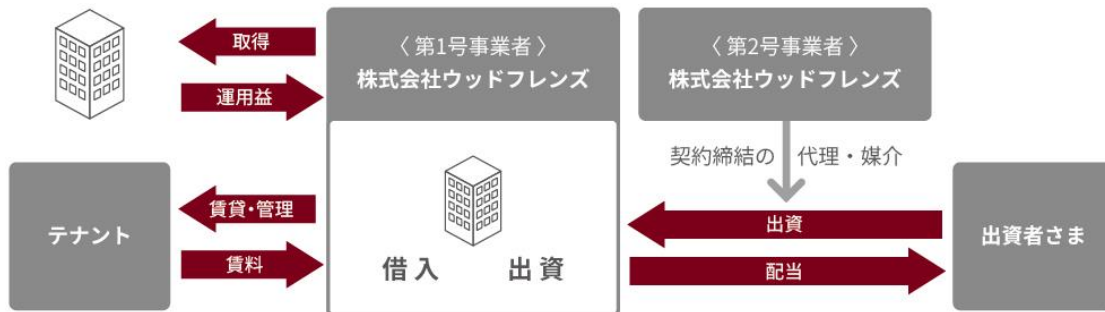 取得
運用益
〈 第1号事業者 〉
株式会社ウッドフレンズ
〈 第2号事業者 〉
株式会社ウッドフレンズ
契約締結の 代理・媒介
テナント
賃貸・管理
賃料
借入 出資
出資
配当
出資者さま